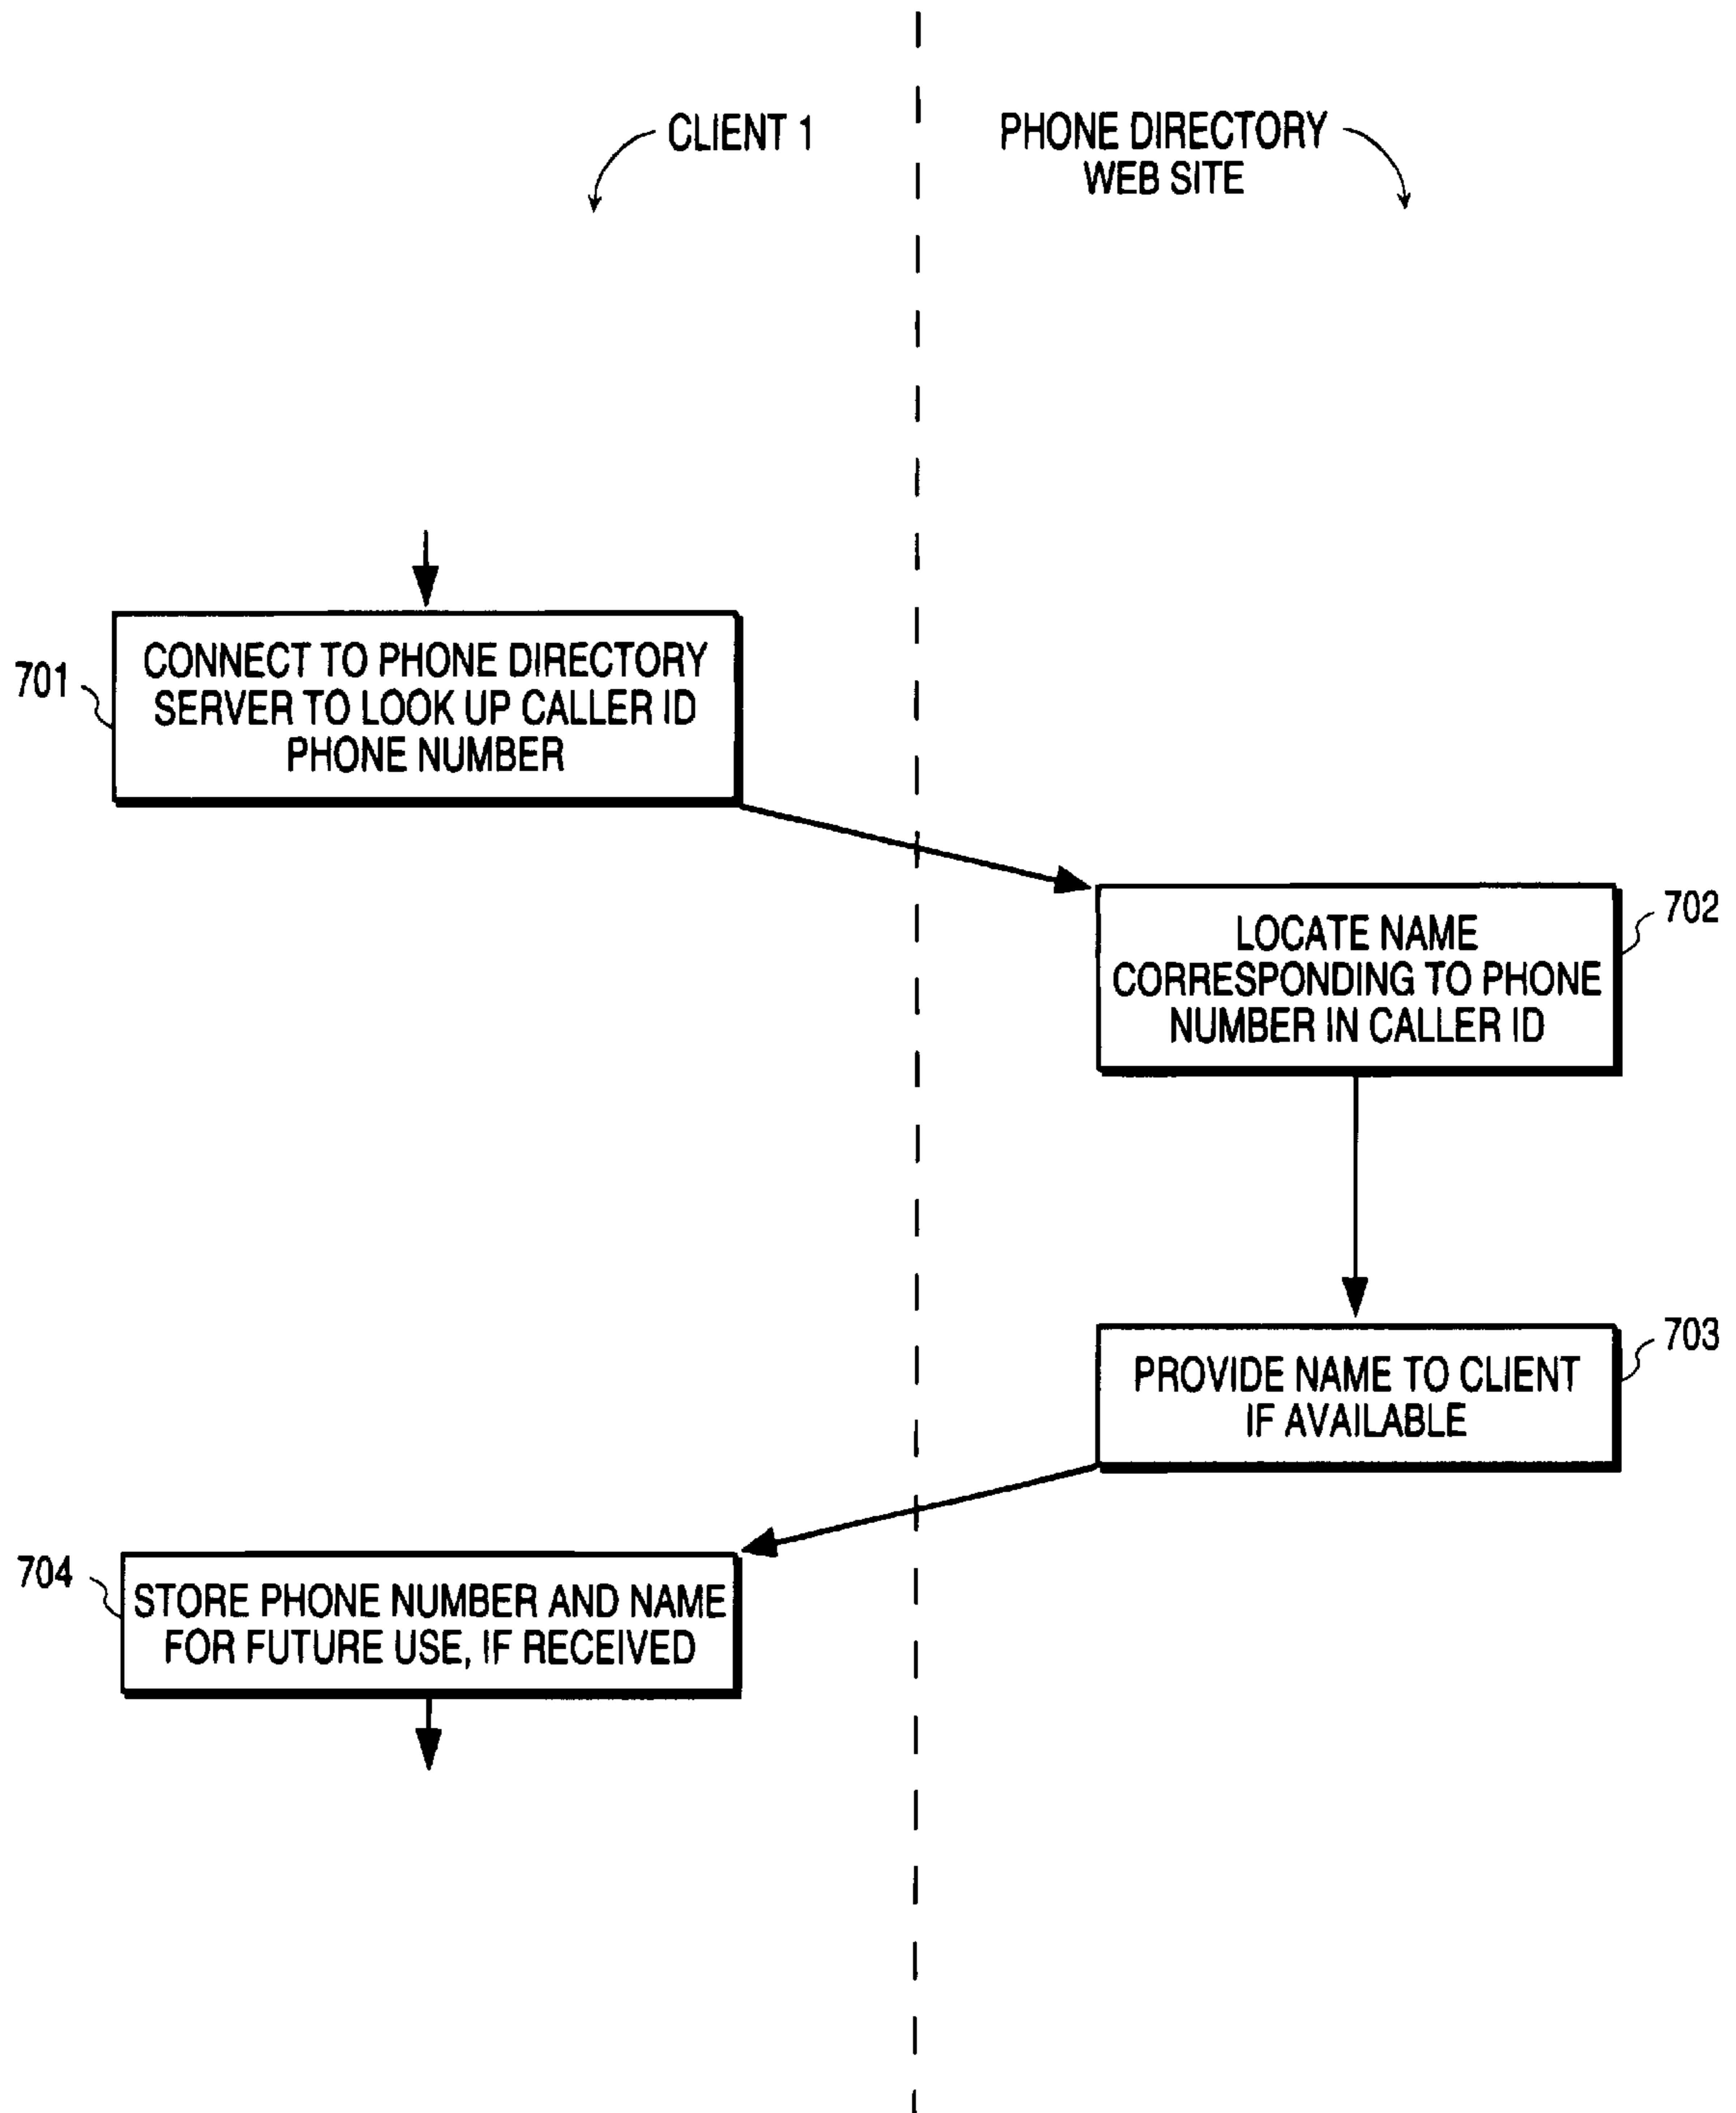 CLIENT 1
PHONE DIRECTORY
WEB SITE
701
CONNECT TO PHONE DIRECTORY
SERVER TO LOOK UP CALLER ID
PHONE NUMBER
702
LOCATE NAME
CORRESPONDING TO PHONE
NUMBER IN CALLER ID
703
PROVIDE NAME TO CLIENT
IF AVAILABLE
704
STORE PHONE NUMBER AND NAME
FOR FUTURE USE, IF RECEIVED